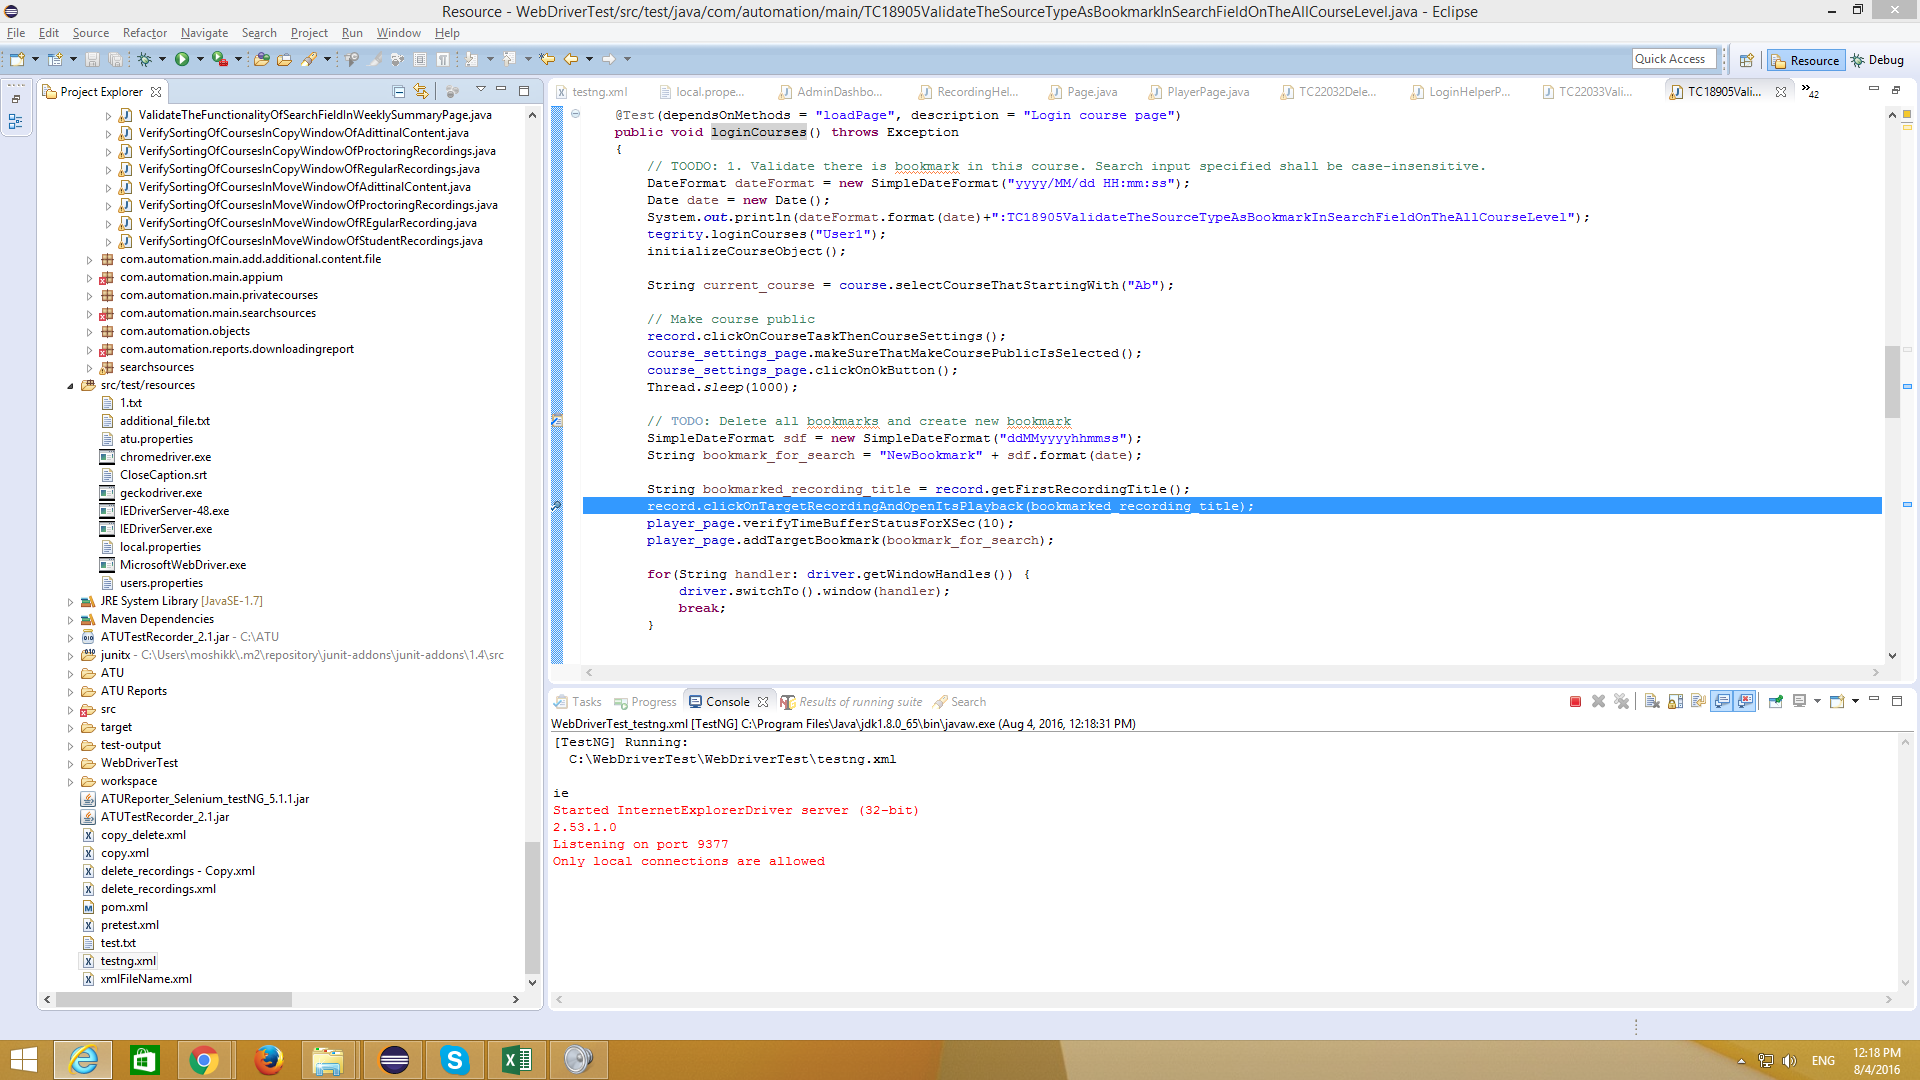 Resource - WebDriverTest/src/test/java/com/automation/main/TC18905ValidateTheSourceTypeAsBookmarkInSearchFieldOnTheAllCourseLevel.java - Eclipse
File Edit Source Refactor Navigate Search Project Run Window Help
Quick Access
Resource
Debug
Project Explorer
ValidateTheFunctionalityOfSearchFieldInWeeklySummaryPage.java
VerifySortingOfCoursesInCopyWindowOfAdittinalContent.java
VerifySortingOfCoursesInCopyWindowOfProctoringRecordings.java
VerifySortingOfCoursesInCopyWindowOfRegularRecordings.java
VerifySortingOfCoursesInMoveWindowOfAdittinalContent.java
VerifySortingOfCoursesInMoveWindowOfProctoringRecordings.java
VerifySortingOfCoursesInMoveWindowOfREgularRecording.java
VerifySortingOfCoursesInMoveWindowOfStudentRecordings.java
com.automation.main.add.additional.content.file
com.automation.main.appium
com.automation.main.privatecourses
com.automation.main.searchsources
com.automation.objects
com.automation.reports.downloadingreport
searchsources
src/test/resources
1.txt
additional_file.txt
atu.properties
chromedriver.exe
CloseCaption.srt
geckodriver.exe
IEDriverServer-48.exe
IEDriverServer.exe
local.properties
MicrosoftWebDriver.exe
users.properties
JRE System Library [JavaSE-1.7]
Maven Dependencies
ATUTestRecorder_2.1.jar - C:\ATU
junitx - C:\Users\moshikk\.m2\repository\junit-addons\junit-addons\1.4\src
ATU
ATU Reports
src
target
test-output
WebDriverTest
workspace
ATUReporter_Selenium_testNG_5.1.1.jar
ATUTestRecorder_2.1.jar
copy_delete.xml
copy.xml
delete_recordings - Copy.xml
delete_recordings.xml
pom.xml
pretest.xml
test.txt
testng.xml
xmlFileName.xml
testng.xml local.prope... AdminDashbo... RecordingHel... Page.java PlayerPage.java TC22032Dele... LoginHelperP... TC22033Vali... TC18905Vali... »42
@Test(dependsOnMethods = "loadPage", description = "Login course page")
public void loginCourses() throws Exception
{
// TOODO: 1. Validate there is bookmark in this course. Search input specified shall be case-insensitive.
DateFormat dateFormat = new SimpleDateFormat("yyyy/MM/dd HH:mm:ss");
Date date = new Date();
System.out.println(dateFormat.format(date)+":TC18905ValidateTheSourceTypeAsBookmarkInSearchFieldOnTheAllCourseLevel");
tegrity.loginCourses("User1");
initializeCourseObject();
String current_course = course.selectCourseThatStartingWith("Ab");
// Make course public
record.clickOnCourseTaskThenCourseSettings();
course_settings_page.makeSureThatMakeCoursePublicIsSelected();
course_settings_page.clickOnOkButton();
Thread.sleep(1000);
// TODO: Delete all bookmarks and create new bookmark
SimpleDateFormat sdf = new SimpleDateFormat("ddMMyyyyhhmmss");
String bookmark_for_search = "NewBookmark" + sdf.format(date);
String bookmarked_recording_title = record.getFirstRecordingTitle();
record.clickOnTargetRecordingAndOpenItsPlayback(bookmarked_recording_title);
player_page.verifyTimeBufferStatusForXSec(10);
player_page.addTargetBookmark(bookmark_for_search);
for(String handler: driver.getWindowHandles()) {
driver.switchTo().window(handler);
break;
}
Tasks Progress Console Results of running suite Search
WebDriverTest_testng.xml [TestNG] C:\Program Files\Java\jdk1.8.0_65\bin\javaw.exe (Aug 4, 2016, 12:18:31 PM)
[TestNG] Running:
C:\WebDriverTest\WebDriverTest\testng.xml
ie
Started InternetExplorerDriver server (32-bit)
2.53.1.0
Listening on port 9377
Only local connections are allowed
ENG
12:18 PM
8/4/2016